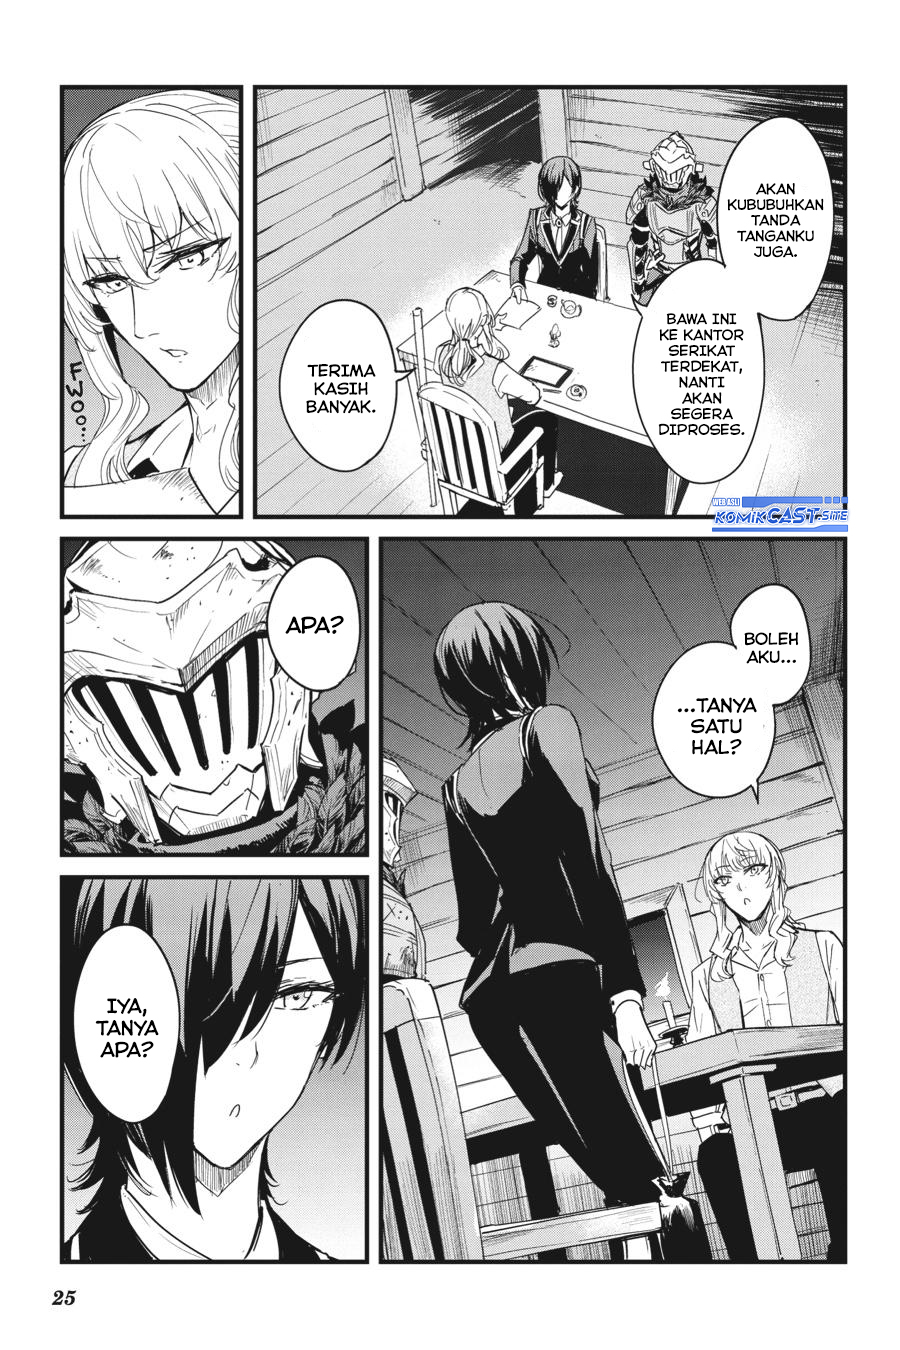 AKAN
KUBUBUHKAN
TANDA
TANGANKU
JUGA.
BAWA INI
KE KANTOR
SERIKAT
TERDEKAT,
NANTI
AKAN
SEGERA
DIPROSES.
TERIMA
KASIH
BANYAK.
FWOO...
WEB ASLI
KOMIKCAST.SITE
BOLEH
AKU...
...TANYA
SATU
HAL?
APA?
IYA,
TANYA
APA?
25